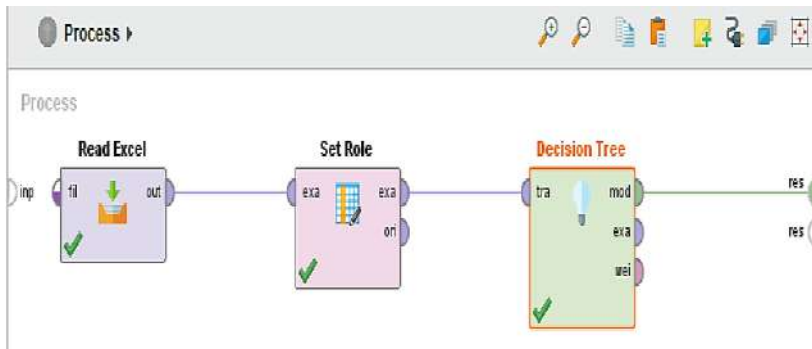 Process
Process
Read Excel
Set Role
Decision Tree
inp
fil
out
exa
exa
tra
mod
res
ori
exa
res
wei